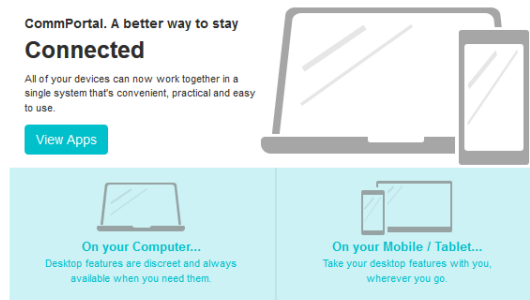 CommPortal. A better way to stay
Connected
All of your devices can now work together in a
single system that's convenient, practical and easy
to use.
View Apps
On your Computer...
Desktop features are discreet and always
available when you need them.
On your Mobile / Tablet...
Take your desktop features with you,
wherever you go.